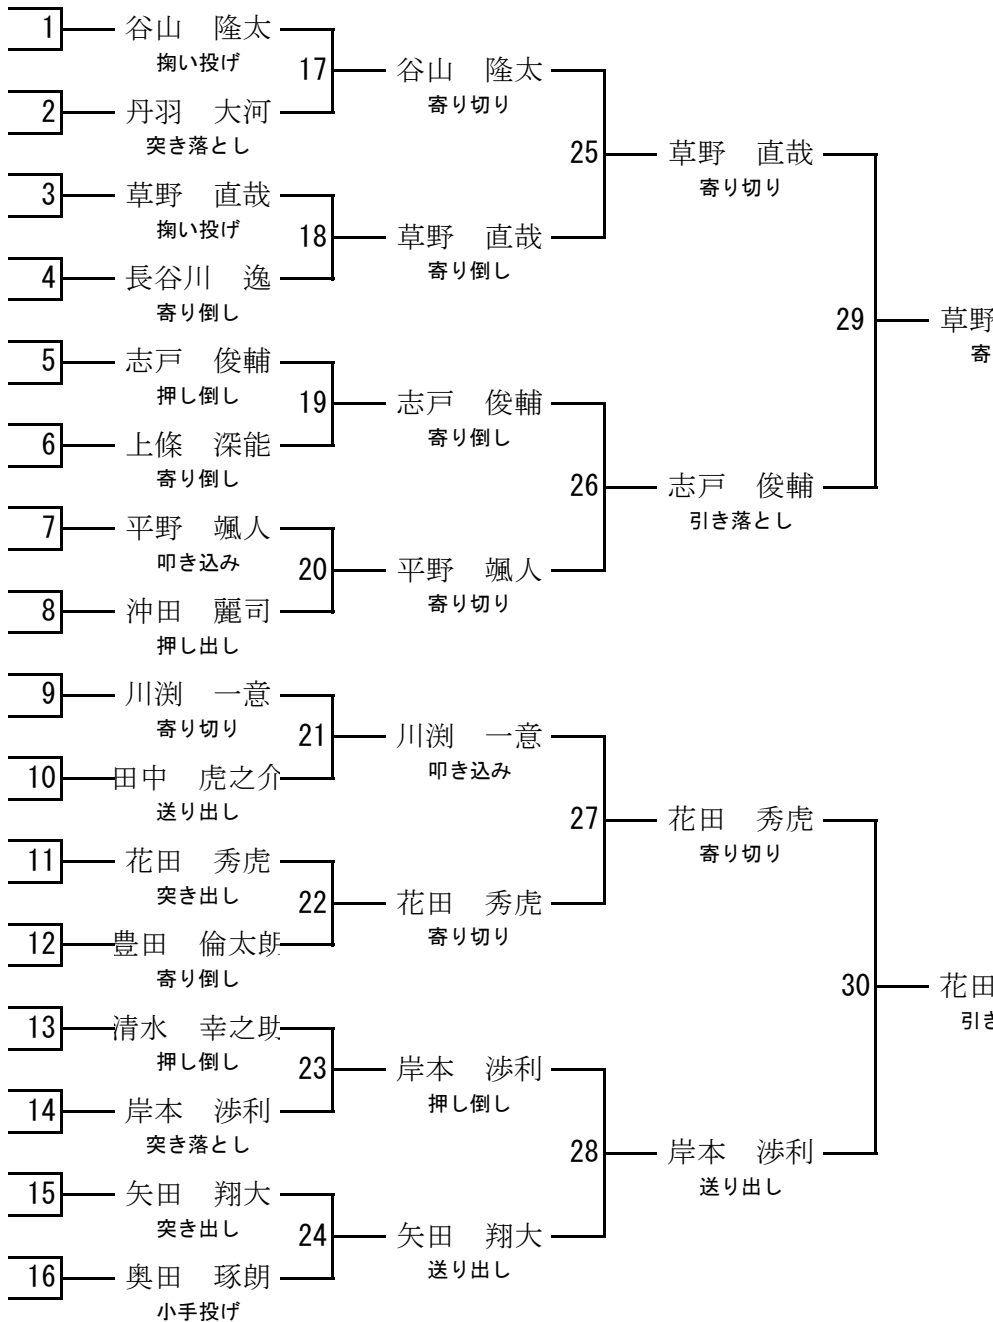 1 谷山　隆太
掬い投げ
17 谷山　隆太
寄り切り
2 丹羽　大河
突き落とし
25 草野　直哉
寄り切り
3 草野　直哉
掬い投げ
18 草野　直哉
寄り倒し
4 長谷川　逸
寄り倒し
29 草野
寄
5 志戸　俊輔
押し倒し
19 志戸　俊輔
寄り倒し
6 上條　深能
寄り倒し
26 志戸　俊輔
引き落とし
7 平野　颯人
叩き込み
20 平野　颯人
寄り切り
8 沖田　麗司
押し出し
9 川渕　一意
寄り切り
21 川渕　一意
叩き込み
10 田中　虎之介
送り出し
27 花田　秀虎
寄り切り
11 花田　秀虎
突き出し
22 花田　秀虎
寄り切り
12 豊田　倫太朗
寄り倒し
30 花田
引き
13 清水　幸之助
押し倒し
23 岸本　渉利
押し倒し
14 岸本　渉利
突き落とし
28 岸本　渉利
送り出し
15 矢田　翔大
突き出し
24 矢田　翔大
送り出し
16 奥田　琢朗
小手投げ